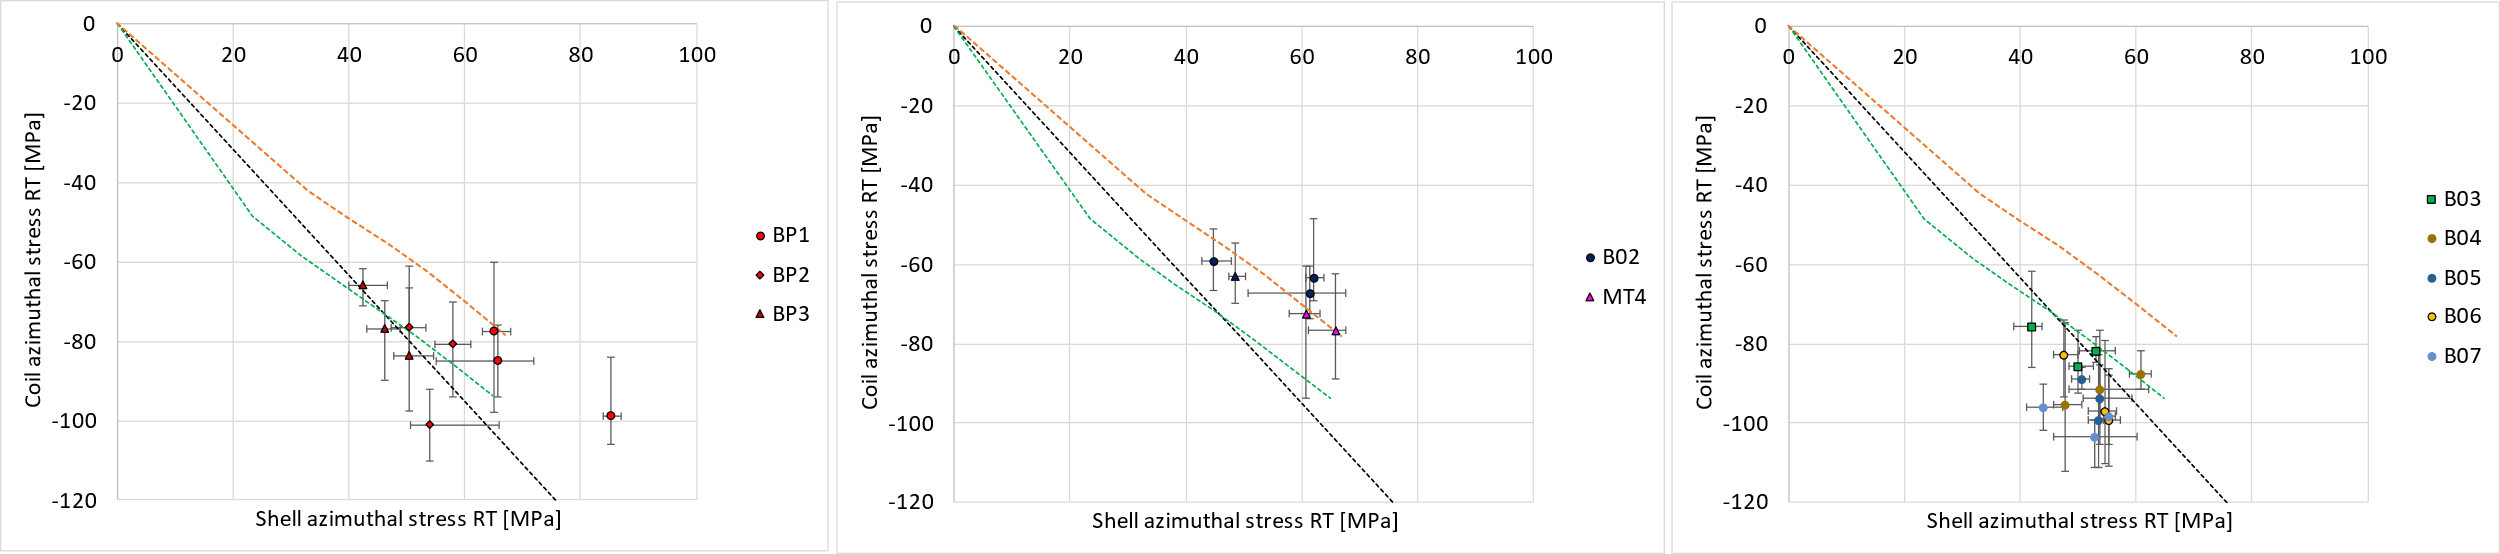 0
0 20 40 60 80 100
-20
-40
-60
-80
-100
-120
Coil azimuthal stress RT [MPa]
Shell azimuthal stress RT [MPa]
BP1
BP2
BP3
0
0 20 40 60 80 100
-20
-40
-60
-80
-100
-120
Coil azimuthal stress RT [MPa]
Shell azimuthal stress RT [MPa]
B02
MT4
0
0 20 40 60 80 100
-20
-40
-60
-80
-100
-120
Coil azimuthal stress RT [MPa]
Shell azimuthal stress RT [MPa]
B03
B04
B05
B06
B07